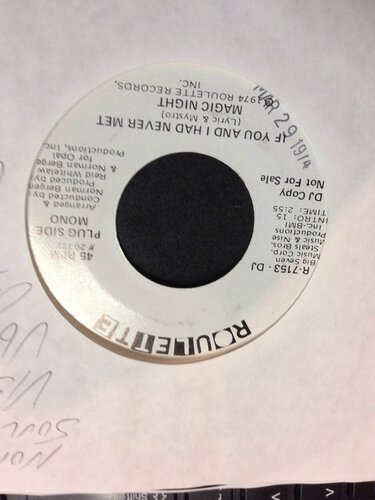 ROULETTE
R-7153 - DJ
Big Seven
Music Corp.
Steals Bros.
Music & Nise
Productions
Inc.-BMI
INTRO: 15
TIME: 2:55
DJ Copy
Not For Sale
45 RPM
PLUG SIDE
MONO
Arranged &
Norman Bergen
Produced by:
Reid Whitelaw
& Norman Berge
for Opal
Productions, Inc.
IF YOU AND I HAD NEVER MET
(Lyric & Mystro)
MAGIC NIGHT
1974 ROULETTE RECORDS,
INC.
MAR 29 1974
Shift